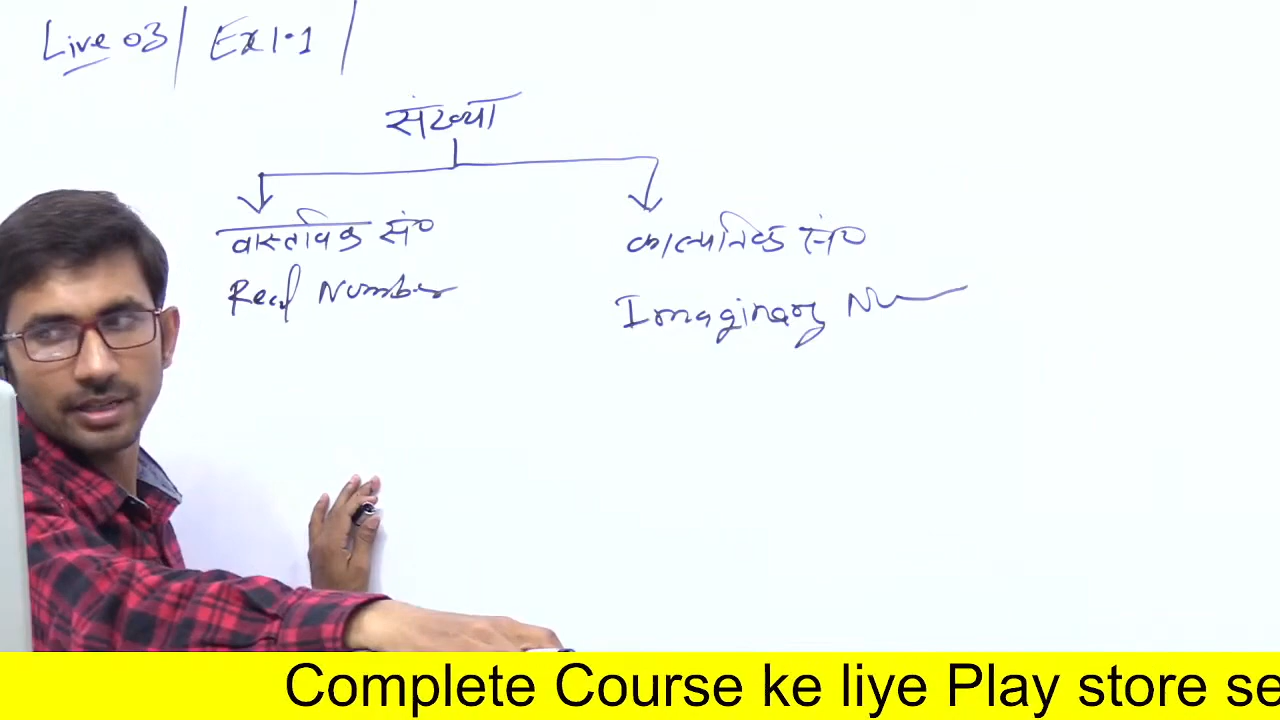 Live 03 | Ex 1.1 |
संख्या
वास्तविक सं०
काल्पनिक सं०
Real Number
Imaginary
Complete Course ke liye Play store se